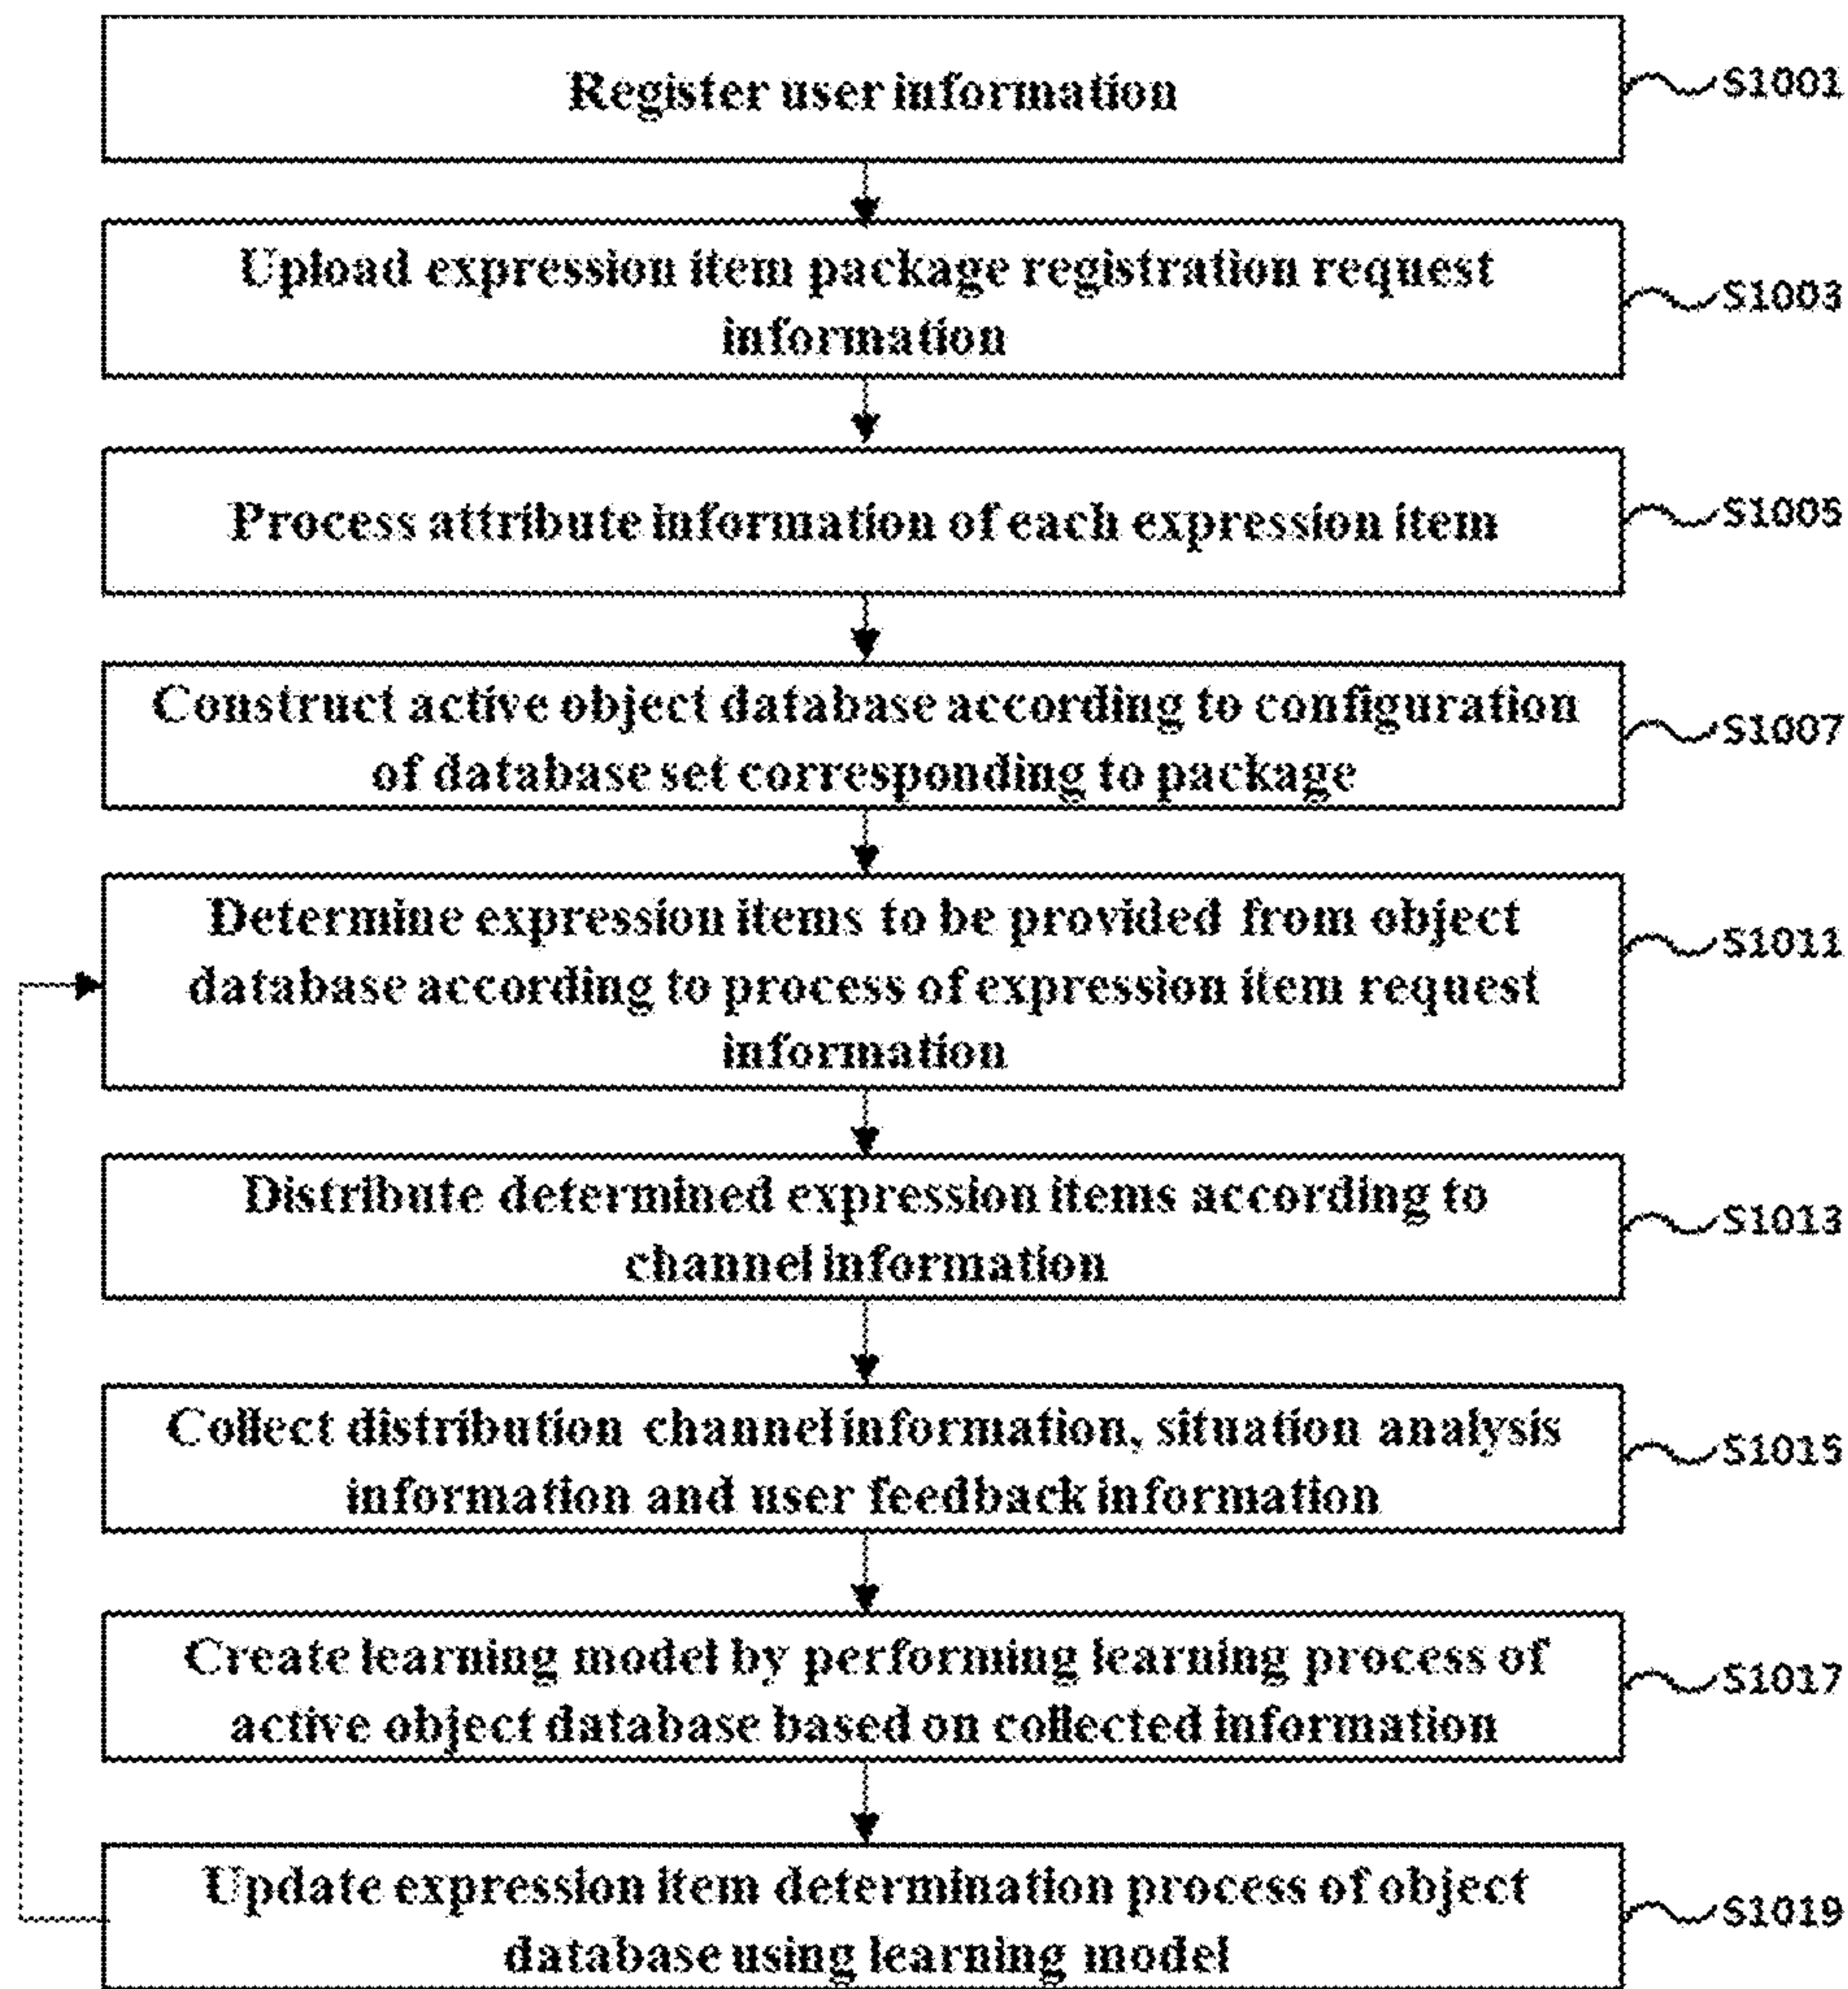 Register user information
S1001
Upload expression item package registration request
information
S1003
Process attribute information of each expression item
S1005
Construct active object database according to configuration
of database set corresponding to package
S1007
Determine expression items to be provided from object
database according to process of expression item request
information
S1011
Distribute determined expression items according to
channel information
S1013
Collect distribution channel information, situation analysis
information and user feedback information
S1015
Create learning model by performing learning process of
active object database based on collected information
S1017
Update expression item determination process of object
database using learning model
S1019